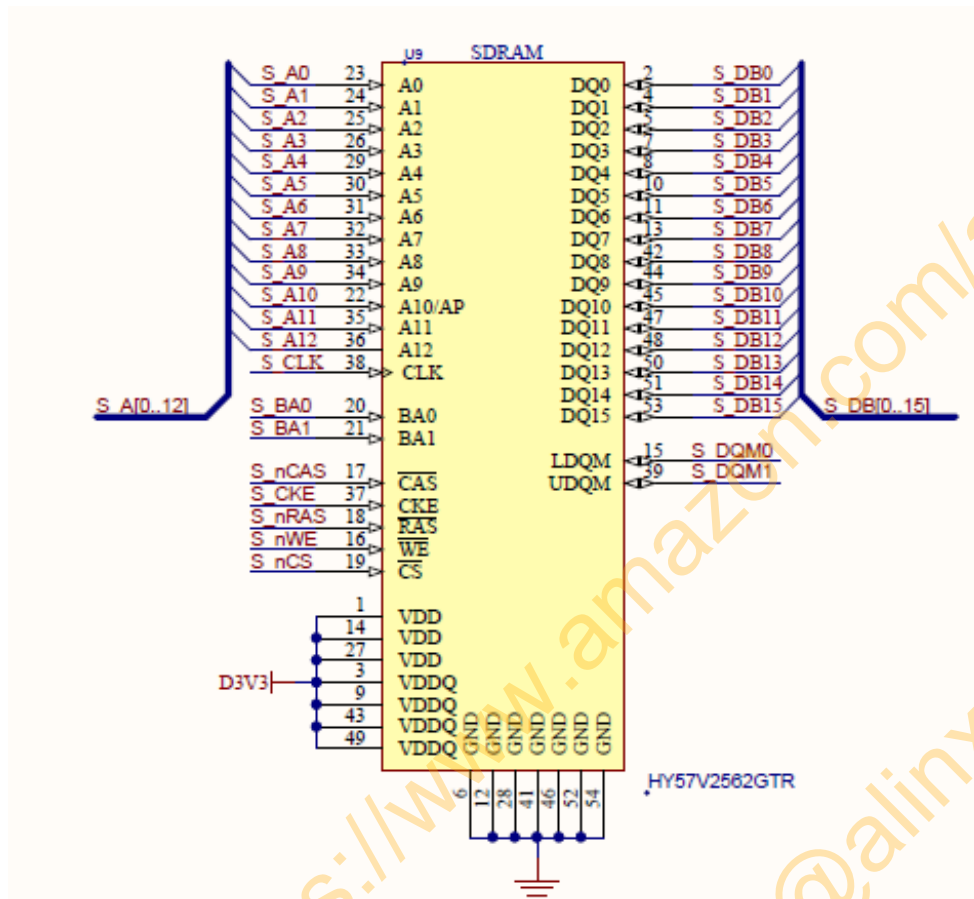 U9 SDRAM
S_A0 23 A0 DQ0 2 S_DB0
S_A1 24 A1 DQ1 4 S_DB1
S_A2 25 A2 DQ2 5 S_DB2
S_A3 26 A3 DQ3 7 S_DB3
S_A4 29 A4 DQ4 8 S_DB4
S_A5 30 A5 DQ5 10 S_DB5
S_A6 31 A6 DQ6 11 S_DB6
S_A7 32 A7 DQ7 13 S_DB7
S_A8 33 A8 DQ8 42 S_DB8
S_A9 34 A9 DQ9 44 S_DB9
S_A10 22 A10/AP DQ10 45 S_DB10
S_A11 35 A11 DQ11 47 S_DB11
S_A12 36 A12 DQ12 48 S_DB12
S_CLK 38 CLK DQ13 50 S_DB13
DQ14 51 S_DB14
S_A[0..12] S_BA0 20 BA0 DQ15 53 S_DB15 S_DB[0..15]
S_BA1 21 BA1
LDQM 15 S_DQM0
S_nCAS 17 CAS UDQM 39 S_DQM1
S_CKE 37 CKE
S_nRAS 18 RAS
S_nWE 16 WE
S_nCS 19 CS
1 VDD
14 VDD
27 VDD
D3V3 3 VDDQ
9 VDDQ
43 VDDQ
49 VDDQ
GND GND GND GND GND GND GND
6 12 28 41 46 52 54
HY57V2562GTR
s://www.amazon.com/
@alinx